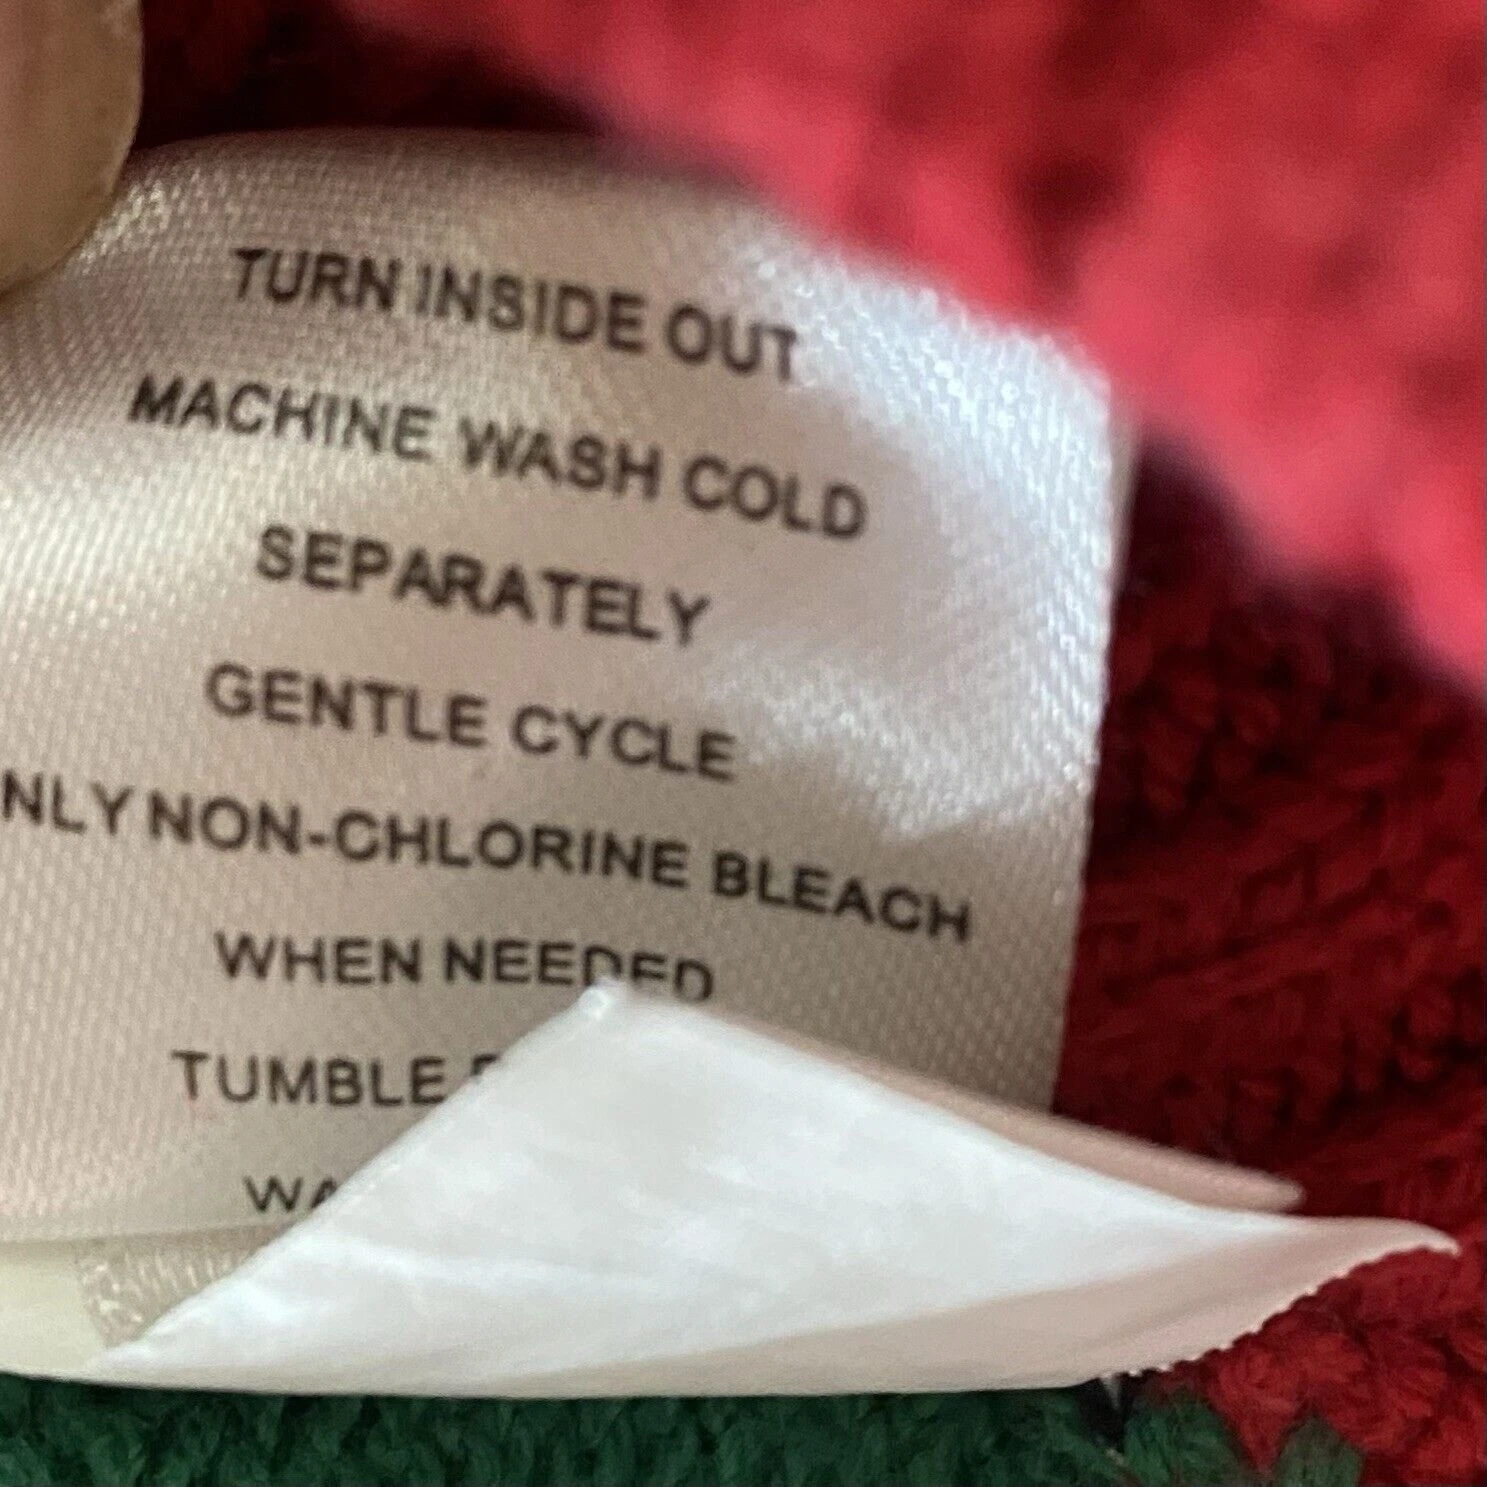 TURN INSIDE OUT
MACHINE WASH COLD
SEPARATELY
GENTLE CYCLE
NLY NON-CHLORINE BLEACH
WHEN NEEDED
TUMBLE